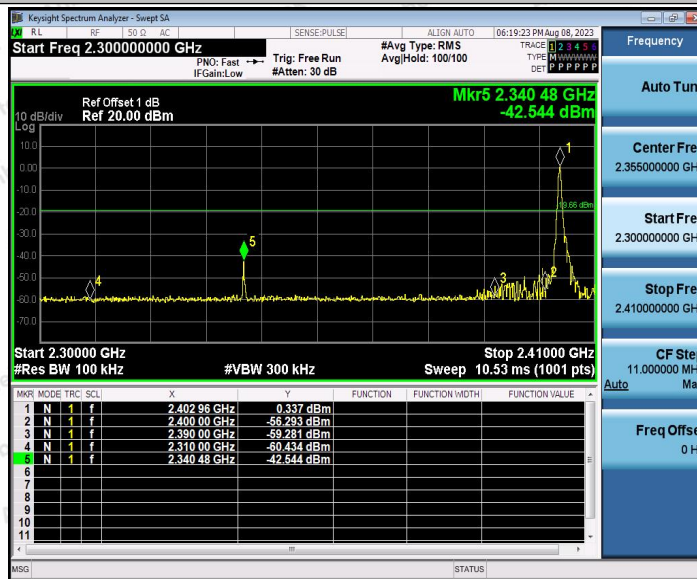 Keysight Spectrum Analyzer - Swept SA
RL RF 50 Ω AC SENSE:PULSE ALIGN AUTO 06:19:23 PM Aug 08, 2023
Start Freq 2.300000000 GHz
PNO: Fast
IFGain:Low
Trig: Free Run
#Atten: 30 dB
#Avg Type: RMS
Avg|Hold: 100/100
TRACE 1 2 3 4 5 6
TYPE M W W W W W
DET P P P P P P
Frequency
Auto Tun
Center Fre
2.355000000 GH
Start Fre
2.300000000 GH
Stop Fre
2.410000000 GH
CF Ste
11.000000 MH
Auto Ma
Freq Offse
0 H
Mkr5 2.340 48 GHz
-42.544 dBm
Ref Offset 1 dB
10 dB/div Ref 20.00 dBm
Log
10.0
0.00
-10.0
-20.0
-30.0
-40.0
-50.0
-60.0
-70.0
1
2
3
4
5
Start 2.30000 GHz Stop 2.41000 GHz
#Res BW 100 kHz #VBW 300 kHz Sweep 10.53 ms (1001 pts)
MKR MODE TRC SCL X Y FUNCTION FUNCTION WIDTH FUNCTION VALUE
1 N 1 f 2.402 96 GHz 0.337 dBm
2 N 1 f 2.400 00 GHz -56.293 dBm
3 N 1 f 2.390 00 GHz -59.281 dBm
4 N 1 f 2.310 00 GHz -60.434 dBm
5 N 1 f 2.340 48 GHz -42.544 dBm
6
7
8
9
10
11
MSG STATUS